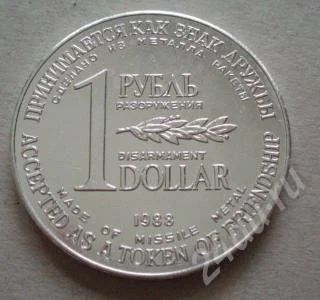 ПРИНИМАЕТСЯ КАК ЗНАК ДРУЖБЫ
СДЕЛАНО ИЗ МЕТАЛЛА РАКЕТЫ
1 РУБЛЬ
РАЗОРУЖЕНИЯ
DISARMAMENT
DOLLAR
1988
MADE OF MISSILE METAL
ACCEPTED AS A TOKEN OF FRIENDSHIP